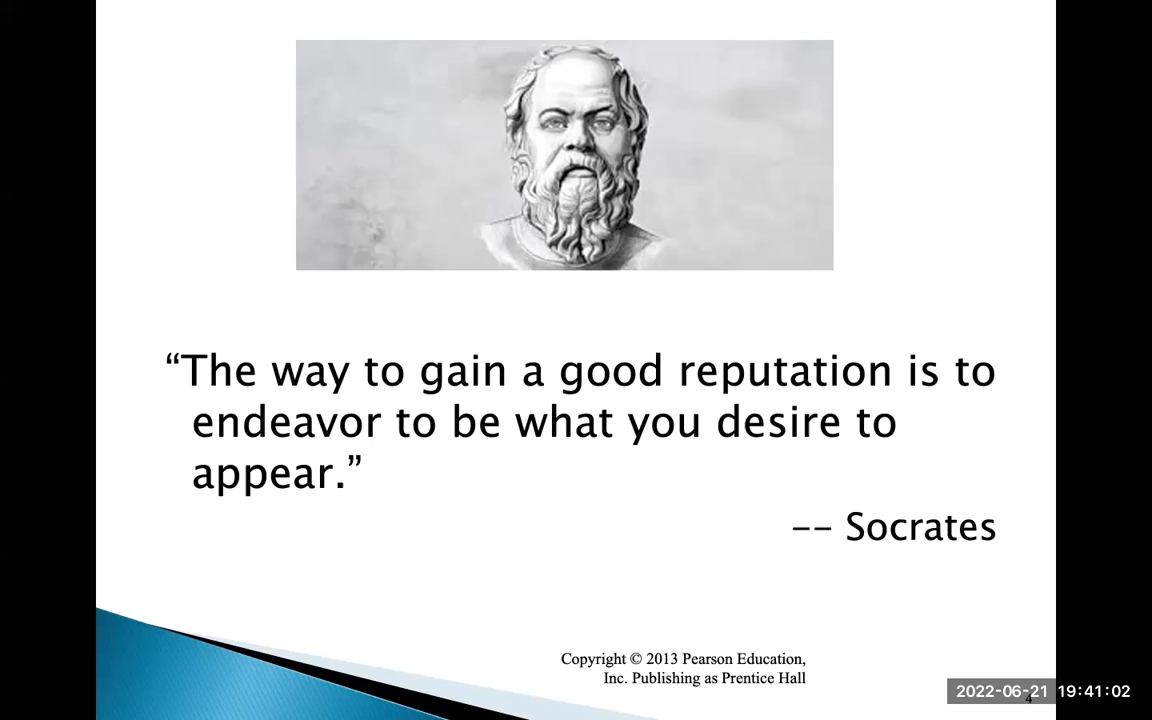 “The way to gain a good reputation is to
endeavor to be what you desire to
appear.”
-- Socrates
Copyright © 2013 Pearson Education,
Inc. Publishing as Prentice Hall
2022-06-21 19:41:02
4